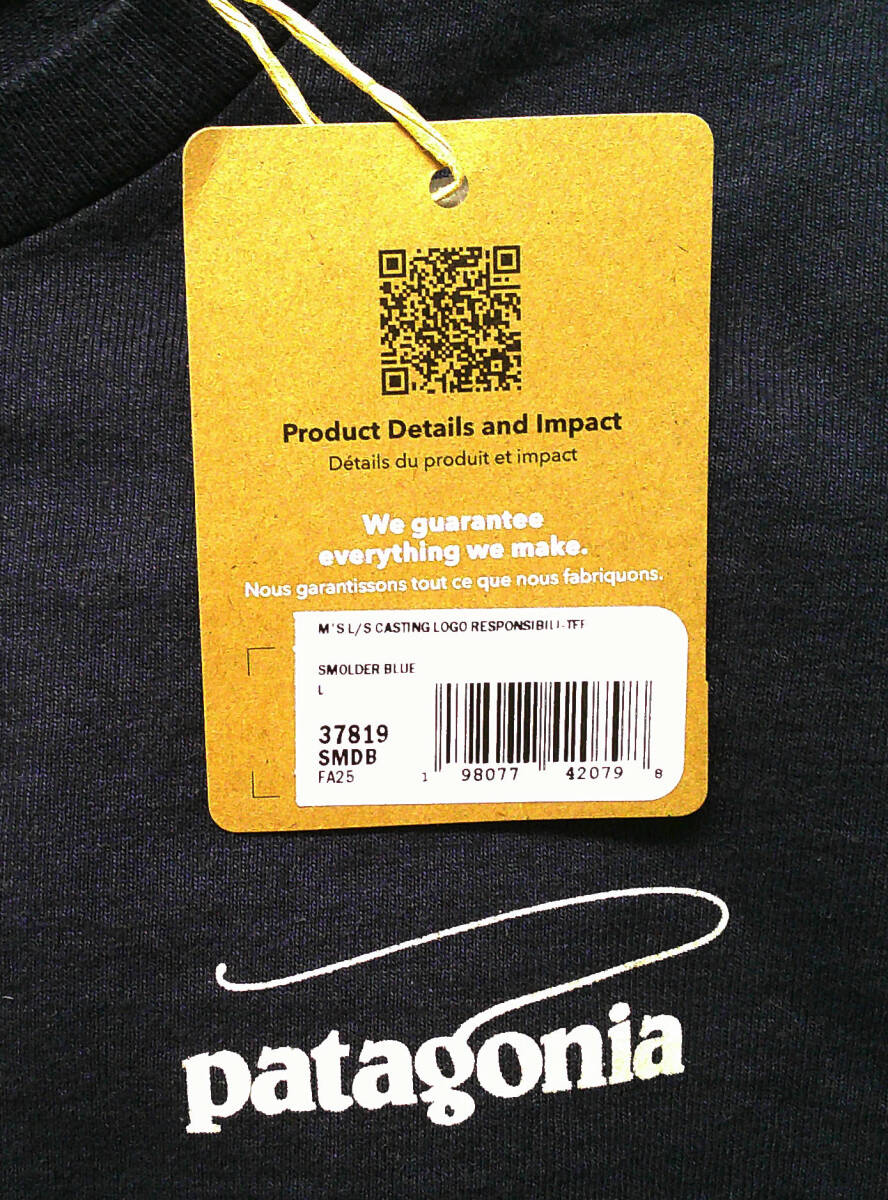 Product Details and Impact
Détails du produit et impact
We guarantee
everything we make.
Nous garantissons tout ce que nous fabriquons.
M'S L/S CASTING LOGO RESPONSIBILI-TEE
SMOLDER BLUE
L
37819
SMDB
FA25
1 98077 42079 8
patagonia